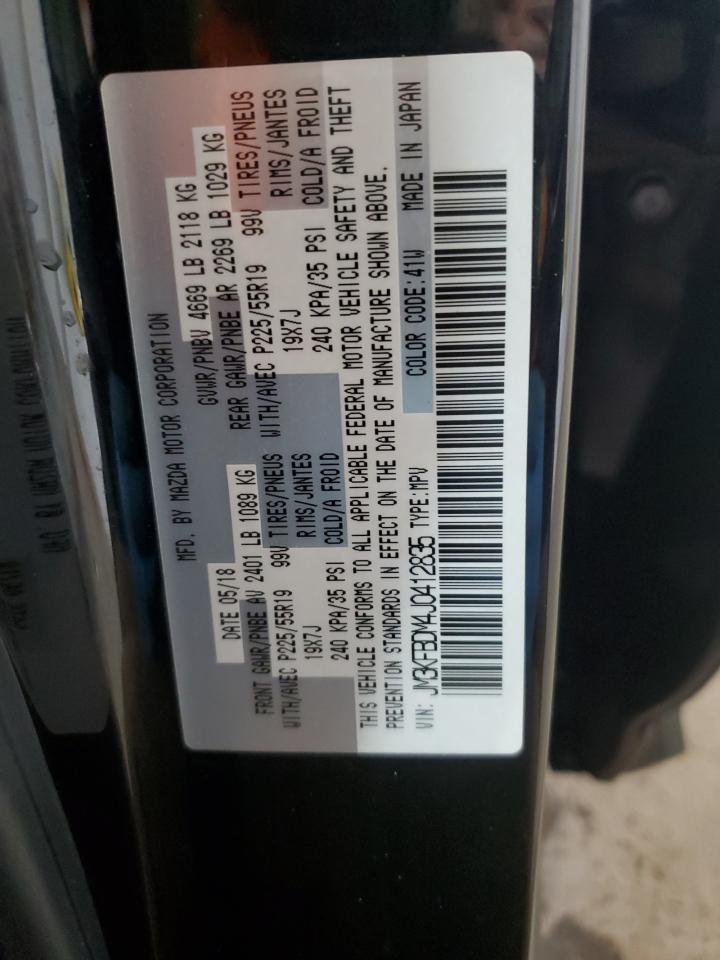 MFD. BY MAZDA MOTOR CORPORATION
DATE 05/18 GVWR/PNBV 4669 LB 2118 KG
FRONT GAWR/PNBE AV 2401 LB 1089 KG REAR GAWR/PNBE AR 2269 LB 1029 KG
WITH/AVEC P225/55R19 99V TIRES/PNEUS WITH/AVEC P225/55R19 99V TIRES/PNEUS
19X7J RIMS/JANTES 19X7J RIMS/JANTES
240 KPA/35 PSI COLD/A FROID 240 KPA/35 PSI COLD/A FROID
THIS VEHICLE CONFORMS TO ALL APPLICABLE FEDERAL MOTOR VEHICLE SAFETY AND THEFT
PREVENTION STANDARDS IN EFFECT ON THE DATE OF MANUFACTURE SHOWN ABOVE.
VIN: JM3KFBDM4J0412835 TYPE:MPV COLOR CODE:41W MADE IN JAPAN